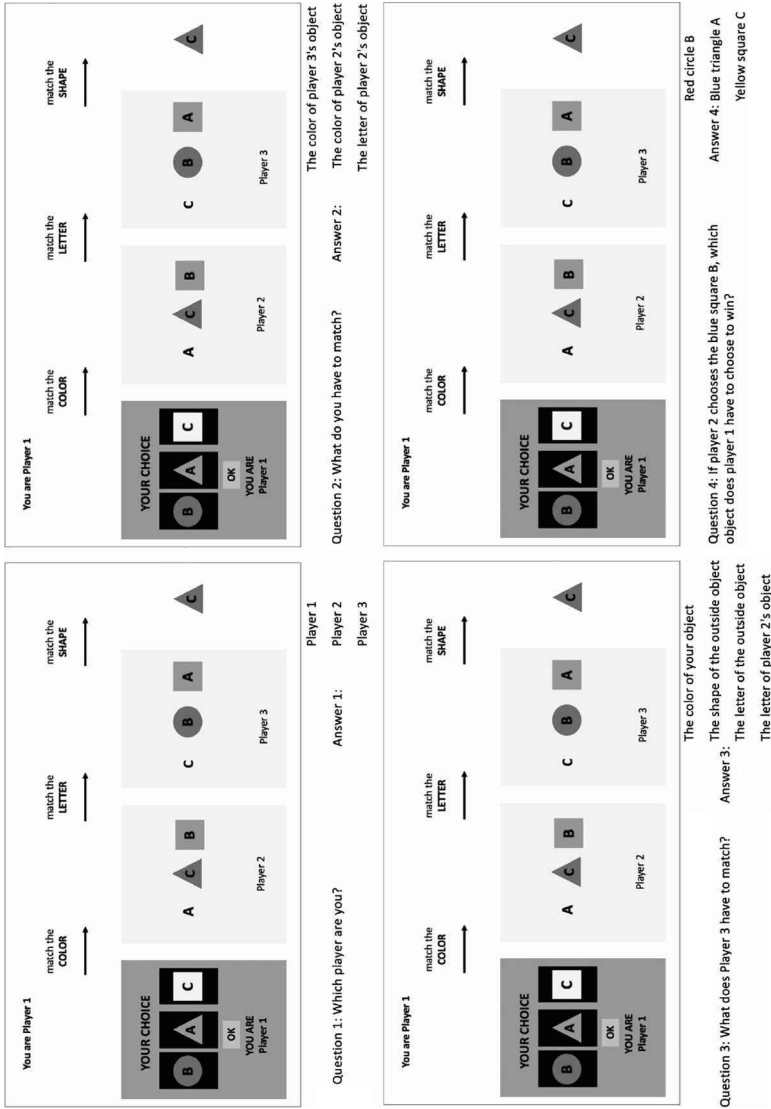 You are Player 1
match the
COLOR
match the
LETTER
match the
SHAPE
YOUR CHOICE
B A C
OK
YOU ARE
Player 1
A C B
Player 2
C B A
Player 3
C
Question 1: Which player are you?
Answer 1:
Player 1
Player 2
Player 3
You are Player 1
match the
COLOR
match the
LETTER
match the
SHAPE
YOUR CHOICE
B A C
OK
YOU ARE
Player 1
A C B
Player 2
C B A
Player 3
C
Question 2: What do you have to match?
Answer 2:
The color of player 3's object
The color of player 2's object
The letter of player 2's object
You are Player 1
match the
COLOR
match the
LETTER
match the
SHAPE
YOUR CHOICE
B A C
OK
YOU ARE
Player 1
A C B
Player 2
C B A
Player 3
C
Question 3: What does Player 3 have to match?
Answer 3:
The color of your object
The shape of the outside object
The letter of the outside object
The letter of player 2's object
You are Player 1
match the
COLOR
match the
LETTER
match the
SHAPE
YOUR CHOICE
B A C
OK
YOU ARE
Player 1
A C B
Player 2
C B A
Player 3
C
Question 4: If player 2 chooses the blue square B, which
object does player 1 have to choose to win?
Answer 4:
Red circle B
Blue triangle A
Yellow square C